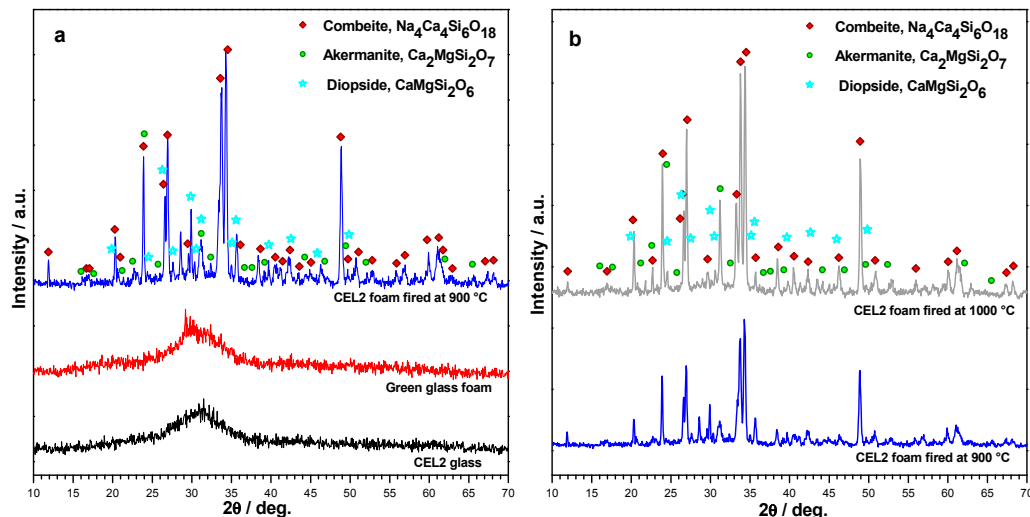 a
Combeite, Na4Ca4Si6O18
Akermanite, Ca2MgSi2O7
Diopside, CaMgSi2O6
CEL2 foam fired at 900 °C
Green glass foam
CEL2 glass
Intensity / a.u.
10 15 20 25 30 35 40 45 50 55 60 65 70
2θ / deg.
b
Combeite, Na4Ca4Si6O18
Akermanite, Ca2MgSi2O7
Diopside, CaMgSi2O6
CEL2 foam fired at 1000 °C
CEL2 foam fired at 900 °C
Intensity / a.u.
10 15 20 25 30 35 40 45 50 55 60 65 70
2θ / deg.